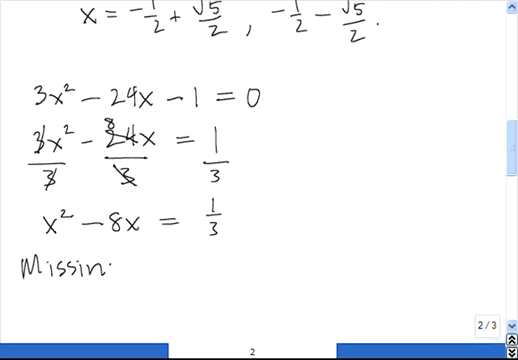 x = -1/2 + √5/2 , -1/2 - √5/2 .
3x² - 24x - 1 = 0
3x²/3 - 24x/3 = 1/3
8
x² - 8x = 1/3
Missin
2/3
2